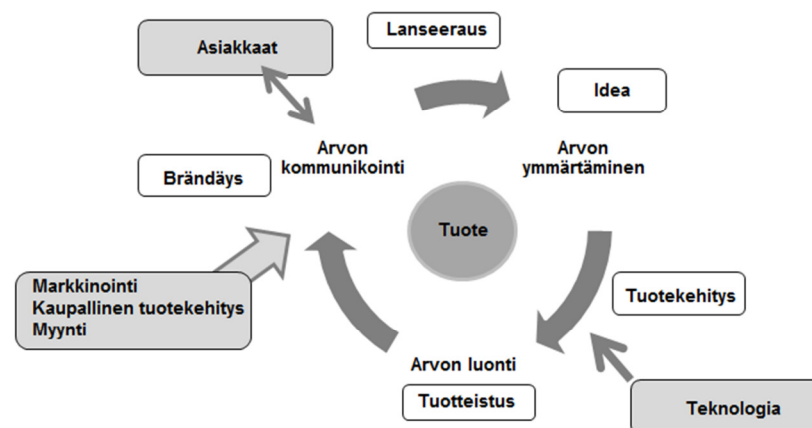 Lanseeraus
Asiakkaat
Idea
Arvon
kommunikointi
Arvon
ymmärtäminen
Brändäys
Tuote
Markkinointi
Kaupallinen tuotekehitys
Myynti
Tuotekehitys
Arvon luonti
Tuotteistus
Teknologia